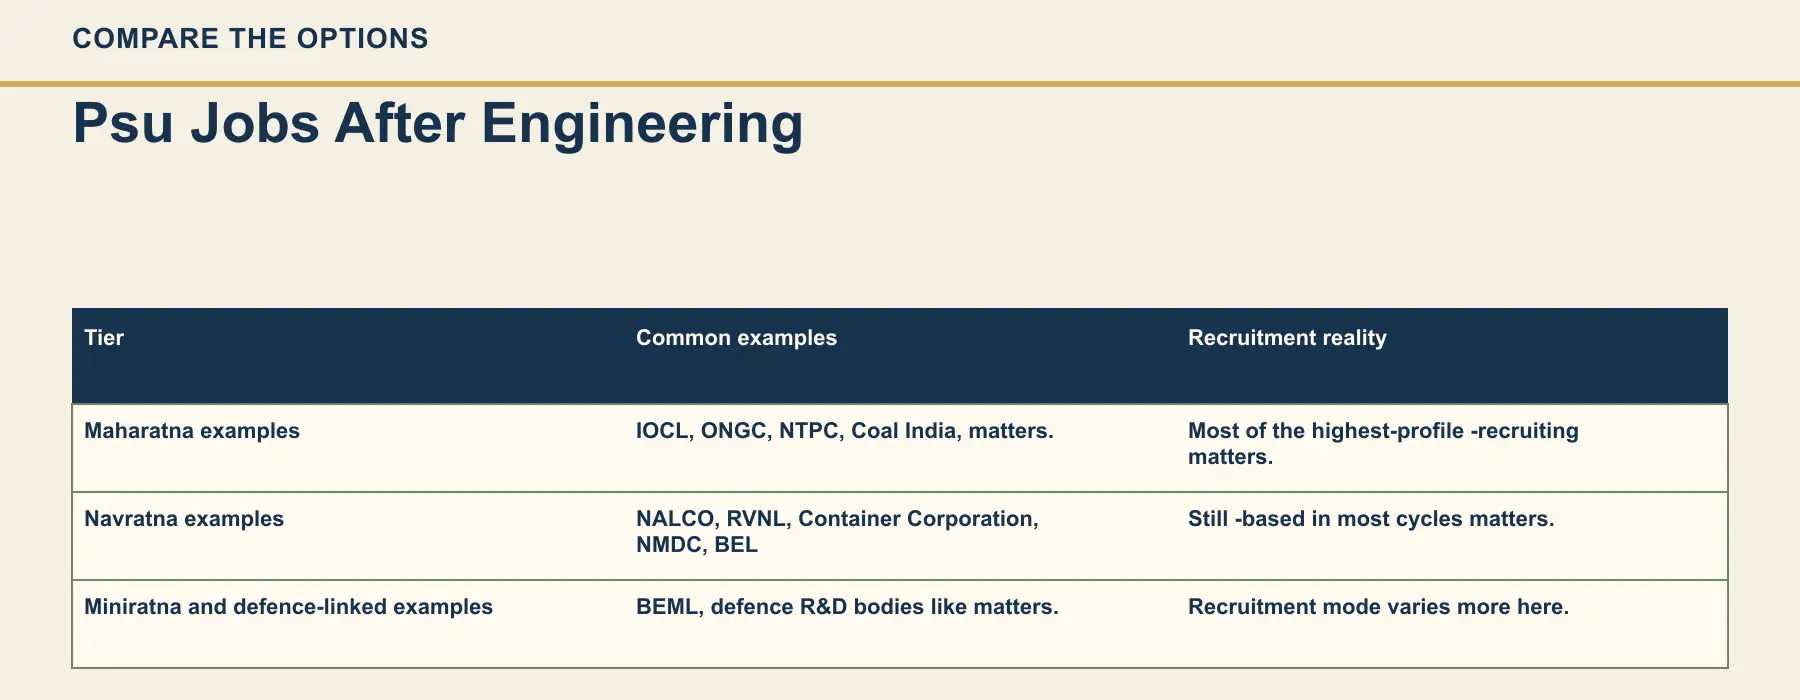 COMPARE THE OPTIONS
Psu Jobs After Engineering
Tier
Common examples
Recruitment reality
Maharatna examples
IOCL, ONGC, NTPC, Coal India, matters.
Most of the highest-profile -recruiting
matters.
Navratna examples
NALCO, RVNL, Container Corporation,
NMDC, BEL
Still -based in most cycles matters.
Miniratna and defence-linked examples
BEML, defence R&D bodies like matters.
Recruitment mode varies more here.